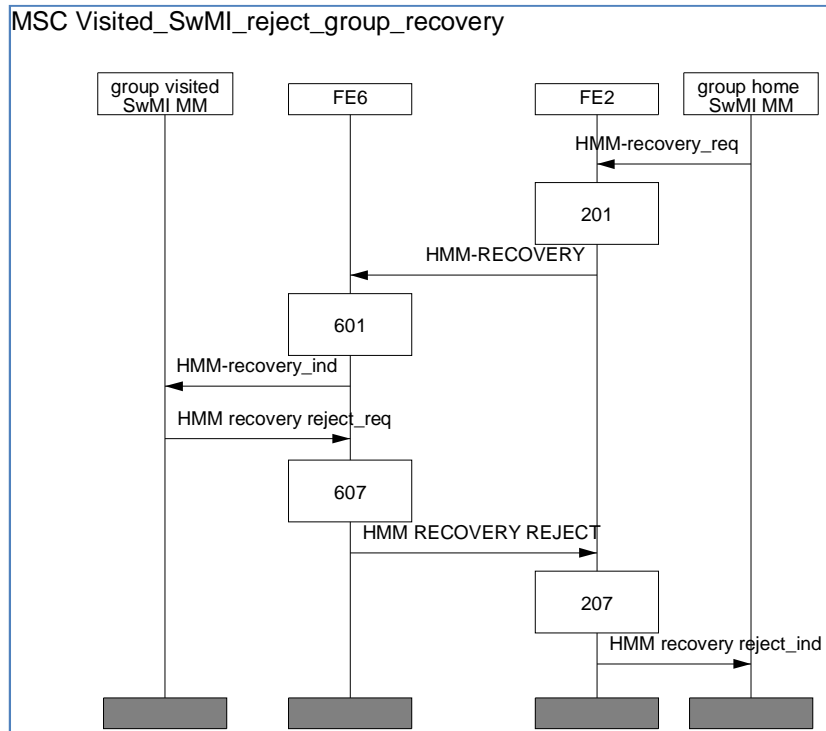 MSC Visited_SwMI_reject_group_recovery
group visited
SwMI MM
FE6
FE2
group home
SwMI MM
HMM-recovery_req
201
HMM-RECOVERY
601
HMM-recovery_ind
HMM recovery reject_req
607
HMM RECOVERY REJECT
207
HMM recovery reject_ind